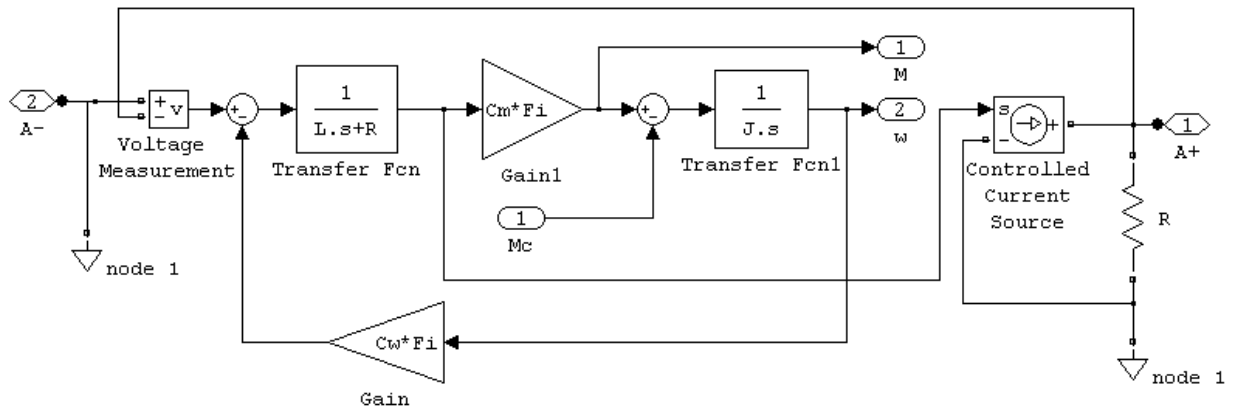 1
M
2
A-
+
-
v
Voltage
Measurement
+
-
1
L.s+R
Transfer Fcn
Cm*Fi
Gain1
+
-
1
J.s
Transfer Fcn1
2
w
s
+
-
Controlled
Current
Source
1
A+
R
1
Mc
node 1
Cw*Fi
Gain
node 1